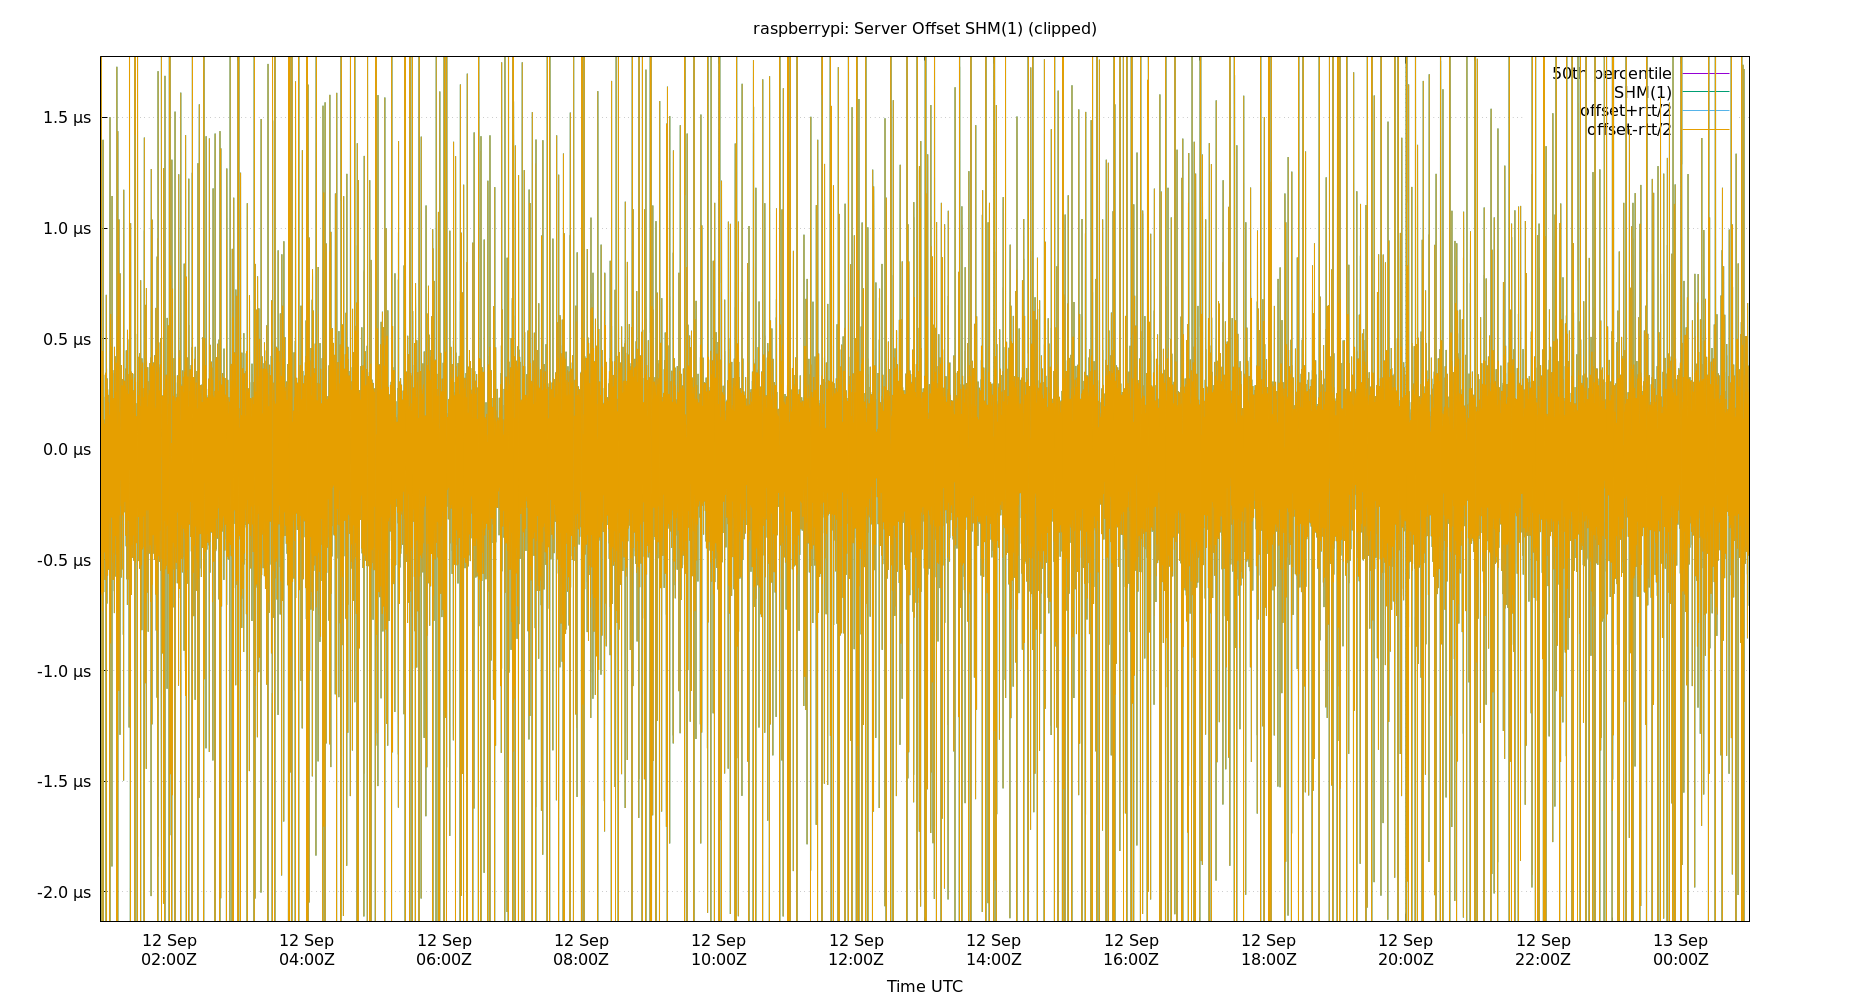 raspberrypi: Server Offset SHM(1) (clipped)
50th percentile
SHM(1)
offset+rtt/2
offset-rtt/2
1.5 µs
1.0 µs
0.5 µs
0.0 µs
-0.5 µs
-1.0 µs
-1.5 µs
-2.0 µs
12 Sep 12 Sep 12 Sep 12 Sep 12 Sep 12 Sep 12 Sep 12 Sep 12 Sep 12 Sep 12 Sep 13 Sep
02:00Z 04:00Z 06:00Z 08:00Z 10:00Z 12:00Z 14:00Z 16:00Z 18:00Z 20:00Z 22:00Z 00:00Z
Time UTC